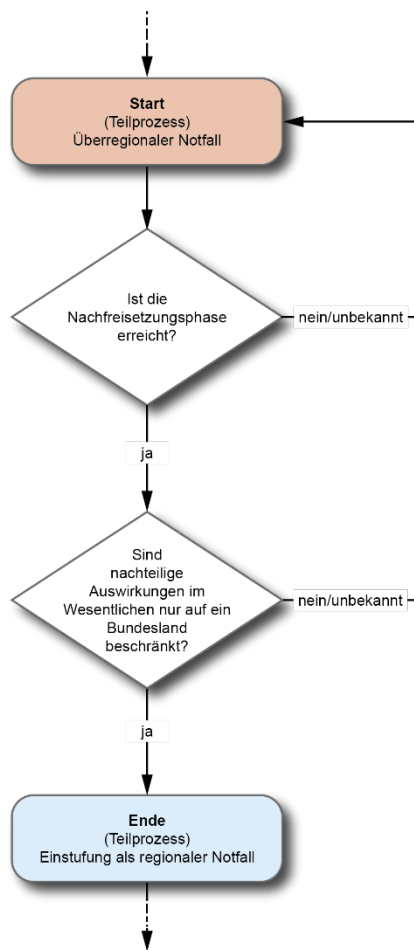 Start
(Teilprozess)
Überregionaler Notfall
Ist die
Nachfreisetzungsphase
erreicht?
nein/unbekannt
ja
Sind
nachteilige
Auswirkungen im
Wesentlichen nur auf ein
Bundesland
beschränkt?
nein/unbekannt
ja
Ende
(Teilprozess)
Einstufung als regionaler Notfall